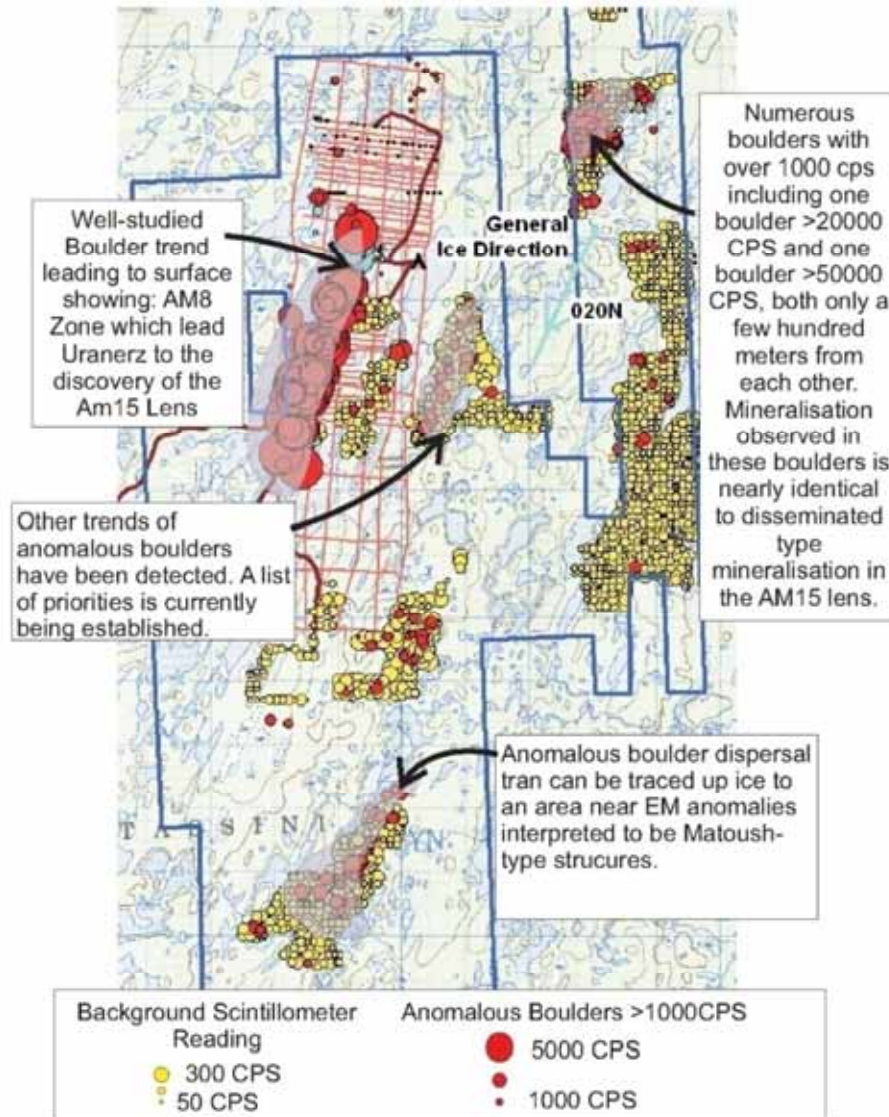 Numerous
boulders with
over 1000 cps
including one
boulder >20000
CPS and one
boulder >50000
CPS, both only a
few hundred
meters from
each other.
Mineralisation
observed in
these boulders is
nearly identical
to disseminated
type
mineralisation in
the AM15 lens.
Well-studied
Boulder trend
leading to surface
showing: AM8
Zone which lead
Uranerz to the
discovery of the
Am15 Lens
General
Ice Direction
020N
Other trends of
anomalous boulders
have been detected. A list
of priorities is currently
being established.
Anomalous boulder dispersal
tran can be traced up ice to
an area near EM anomalies
interpreted to be Matoush-
type strucures.
Background Scintillometer
Reading
300 CPS
50 CPS
Anomalous Boulders >1000CPS
5000 CPS
1000 CPS